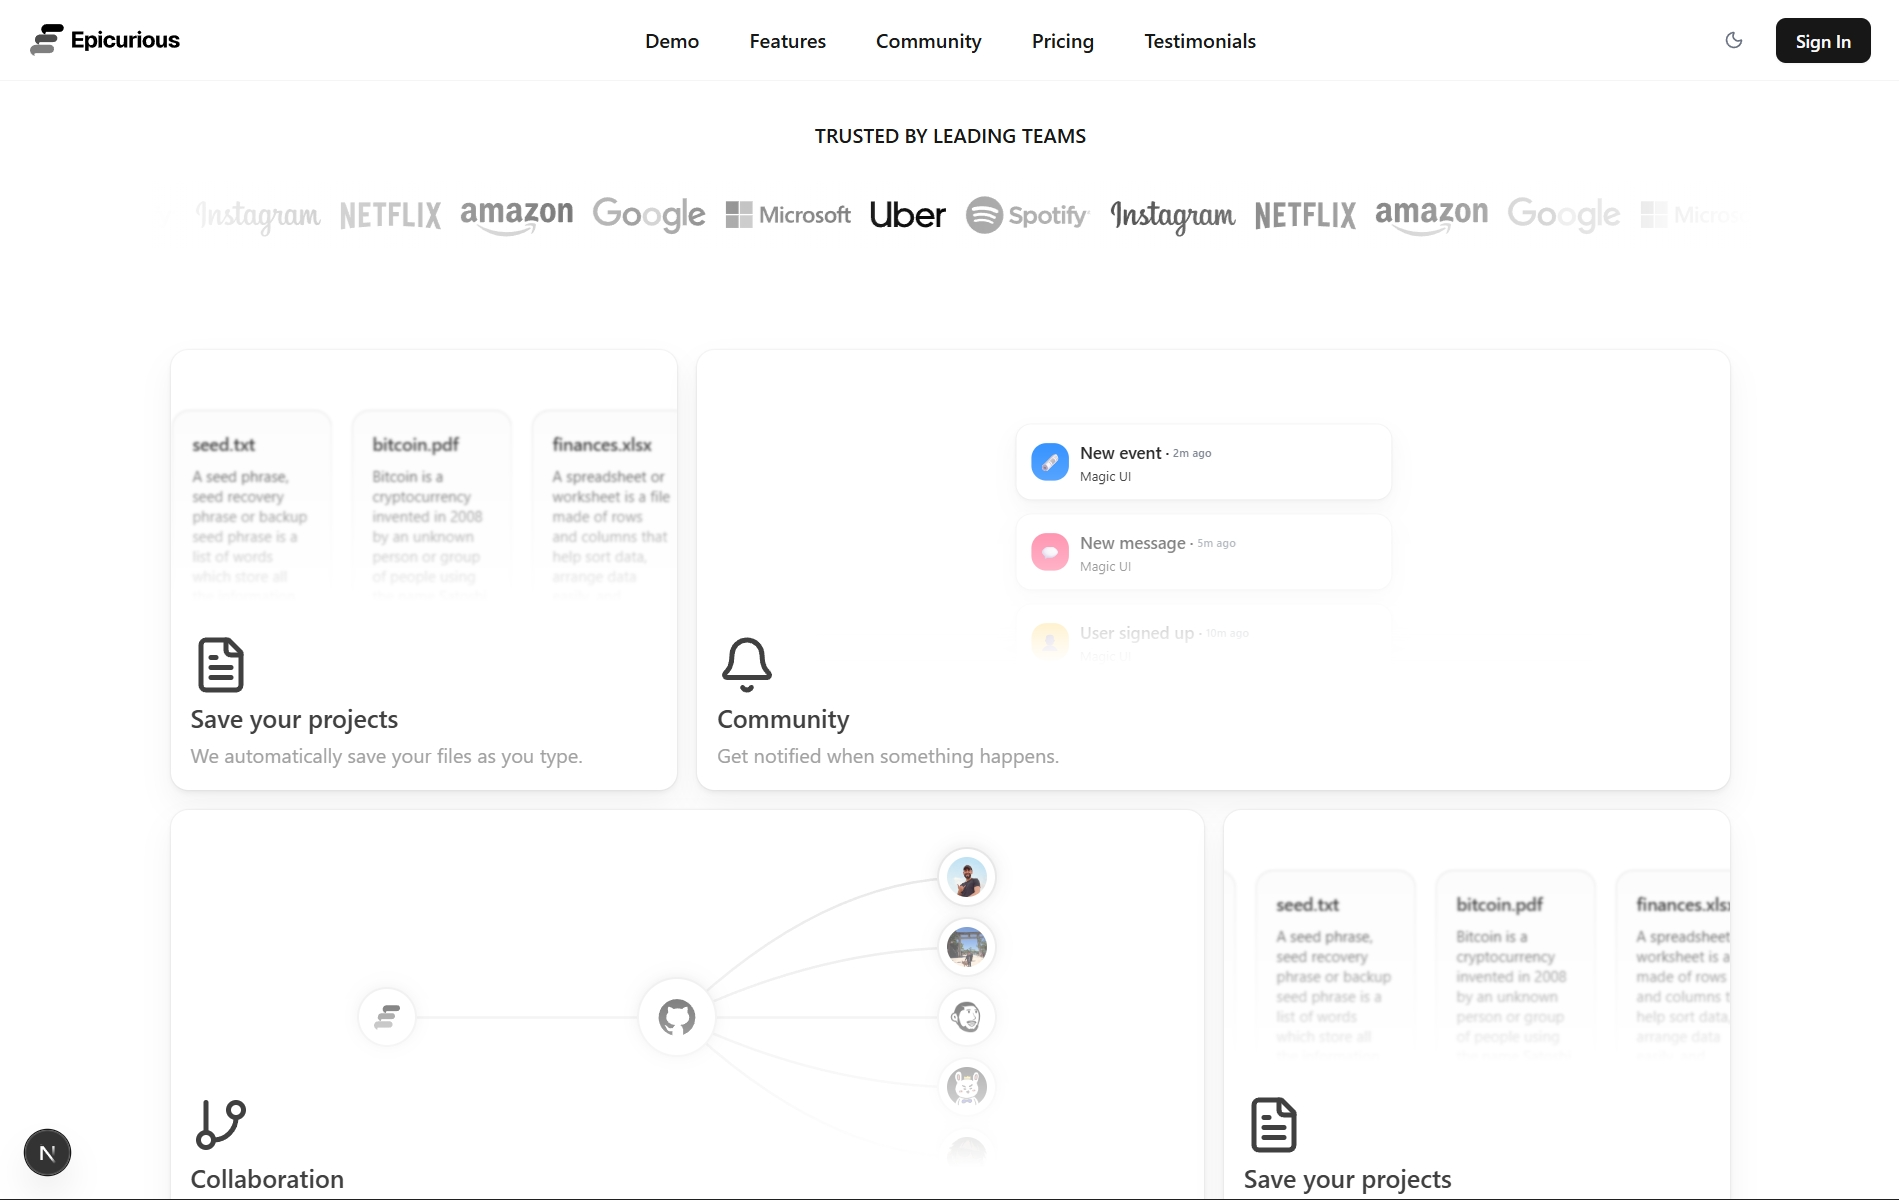 Epicurious
Demo
Features
Community
Pricing
Testimonials
Sign In
TRUSTED BY LEADING TEAMS
Instagram NETFLIX amazon Google Microsoft Uber Spotify Instagram NETFLIX amazon Google Micros
seed.txt
A seed phrase,
seed recovery
phrase or backup
seed phrase is a
list of words
which store all
bitcoin.pdf
Bitcoin is a
cryptocurrency
invented in 2008
by an unknown
person or group
of people using
finances.xlsx
A spreadsheet or
worksheet is a file
made of rows
and columns that
help sort data,
arrange data
Save your projects
We automatically save your files as you type.
New event · 2m ago
Magic UI
New message · 5m ago
Magic UI
User signed up · 10m ago
Magic UI
Community
Get notified when something happens.
Collaboration
seed.txt
A seed phrase,
seed recovery
phrase or backup
seed phrase is a
list of words
which store all
bitcoin.pdf
Bitcoin is a
cryptocurrency
invented in 2008
by an unknown
person or group
of people using
finances.xls
A spreadsheet
worksheet is a
made of rows
and columns t
help sort data,
arrange data
Save your projects
N